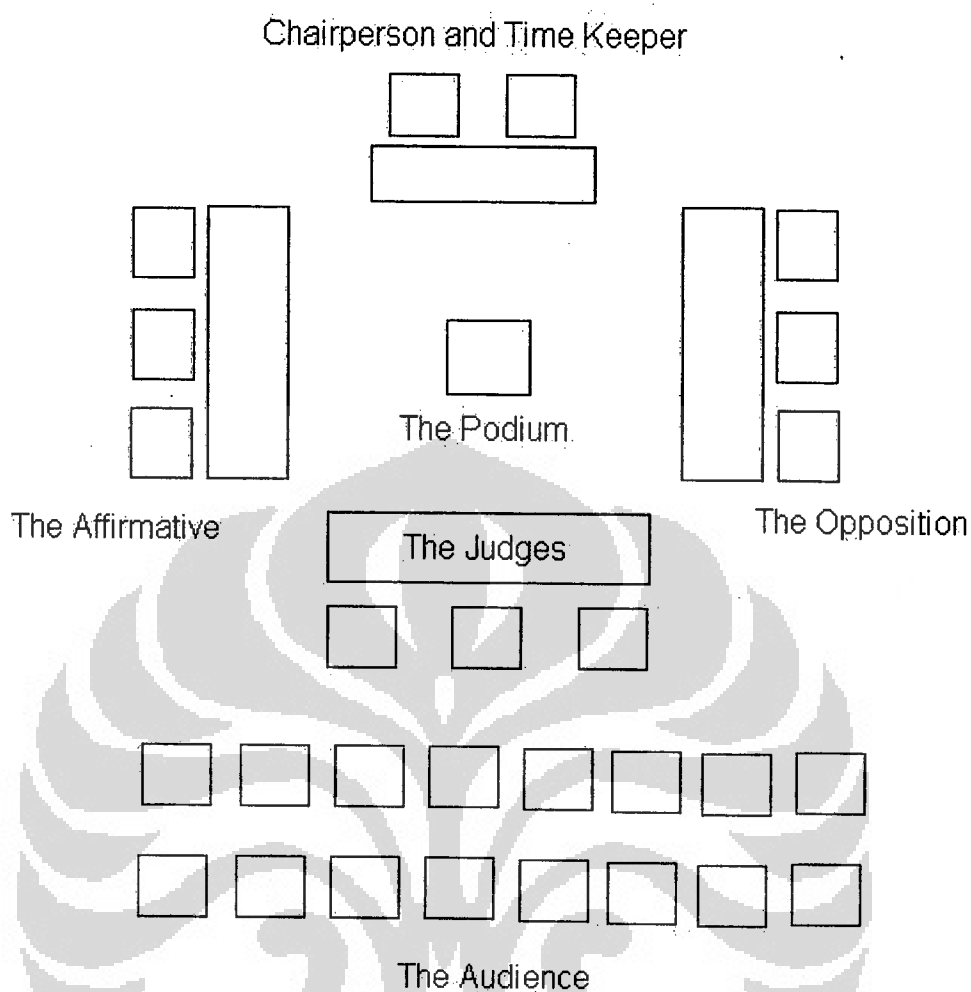 Chairperson and Time Keeper
The Podium
The Affirmative
The Opposition
The Judges
The Audience